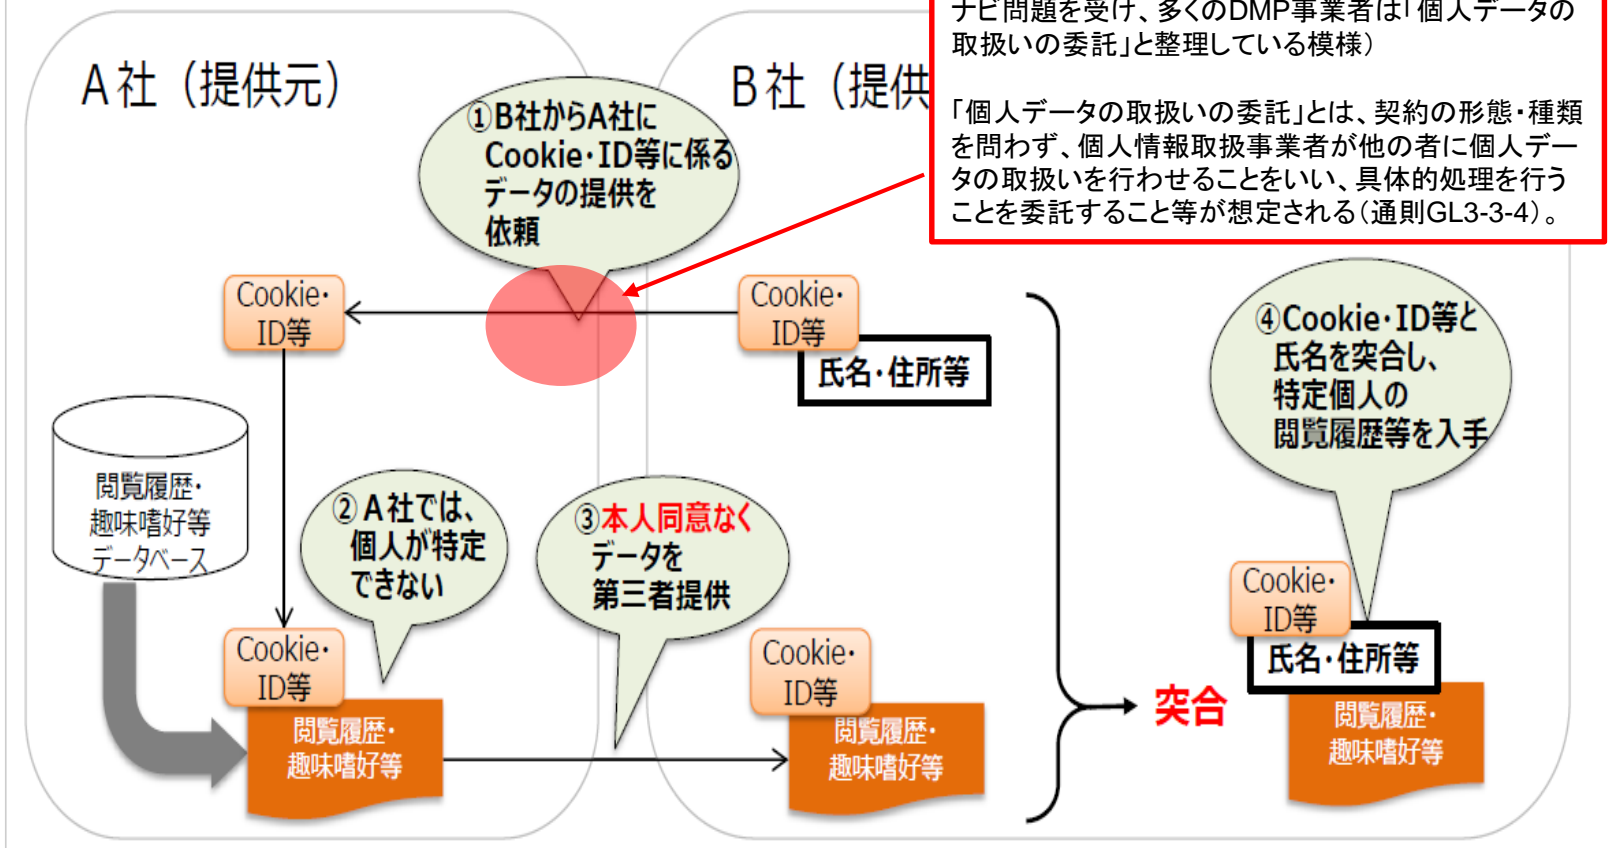 ナビ問題を受け、多くのDMP事業者は「個人データの
取扱いの委託」と整理している模様）
「個人データの取扱いの委託」とは、契約の形態・種類
を問わず、個人情報取扱事業者が他の者に個人デー
タの取扱いを行わせることをいい、具体的処理を行う
ことを委託すること等が想定される（通則GL3-3-4）。
A社（提供元）
B社（提供
①B社からA社に
Cookie・ID等に係る
データの提供を
依頼
Cookie・
ID等
Cookie・
ID等
氏名・住所等
④Cookie・ID等と
氏名を突合し、
特定個人の
閲覧履歴等を入手
閲覧履歴・
趣味嗜好等
データベース
②A社では、
個人が特定
できない
③本人同意なく
データを
第三者提供
Cookie・
ID等
閲覧履歴・
趣味嗜好等
Cookie・
ID等
閲覧履歴・
趣味嗜好等
突合
Cookie・
ID等
氏名・住所等
閲覧履歴・
趣味嗜好等